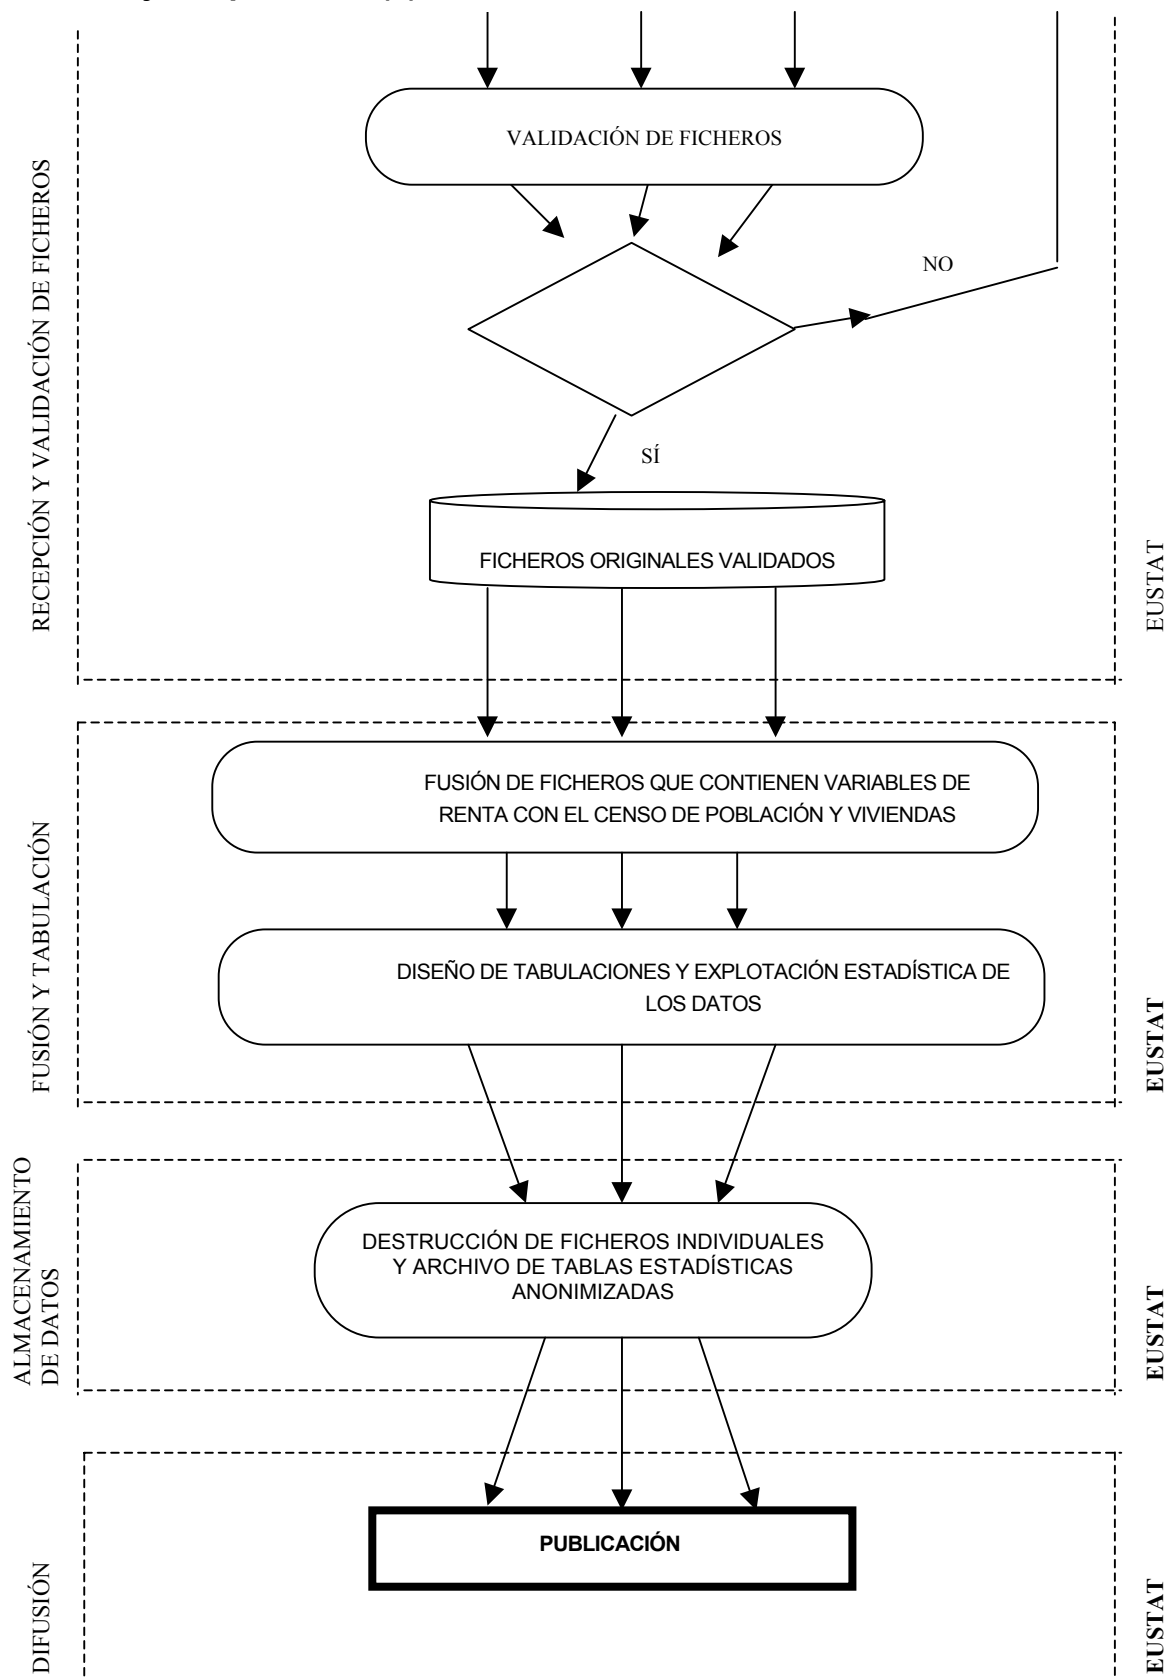 VALIDACIÓN DE FICHEROS
NO
SÍ
FICHEROS ORIGINALES VALIDADOS
RECEPCIÓN Y VALIDACIÓN DE FICHEROS
EUSTAT
FUSIÓN DE FICHEROS QUE CONTIENEN VARIABLES DE
RENTA CON EL CENSO DE POBLACIÓN Y VIVIENDAS
DISEÑO DE TABULACIONES Y EXPLOTACIÓN ESTADÍSTICA DE
LOS DATOS
FUSIÓN Y TABULACIÓN
EUSTAT
DESTRUCCIÓN DE FICHEROS INDIVIDUALES
Y ARCHIVO DE TABLAS ESTADÍSTICAS
ANONIMIZADAS
ALMACENAMIENTO
DE DATOS
EUSTAT
PUBLICACIÓN
DIFUSIÓN
EUSTAT